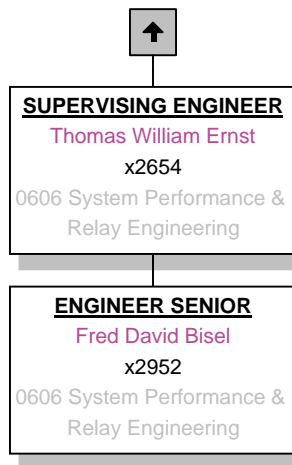 SUPERVISING ENGINEER
Thomas William Ernst
x2654
0606 System Performance &
Relay Engineering
ENGINEER SENIOR
Fred David Bisel
x2952
0606 System Performance &
Relay Engineering